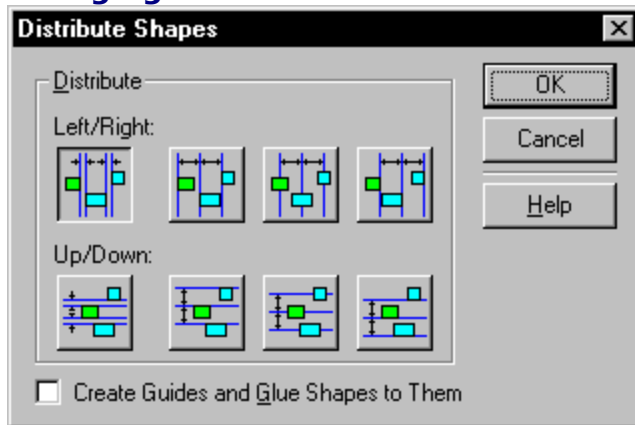 Distribute Shapes
Distribute
OK
Left/Right:
Cancel
Help
Up/Down:
Create Guides and Glue Shapes to Them